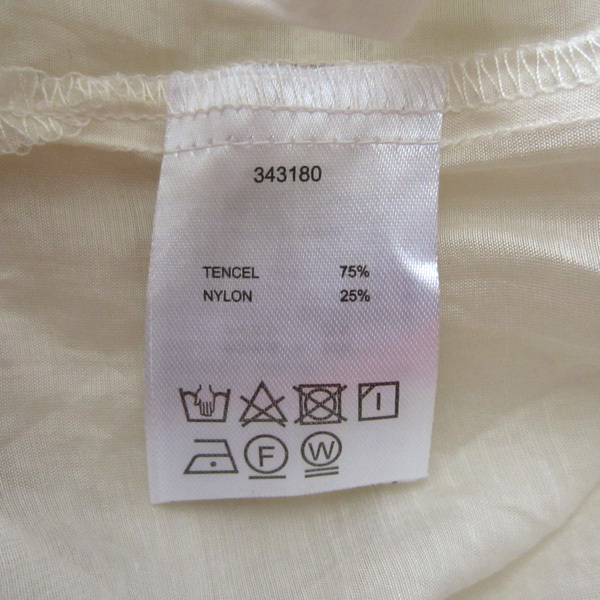 343180
TENCEL 75%
NYLON 25%
F W